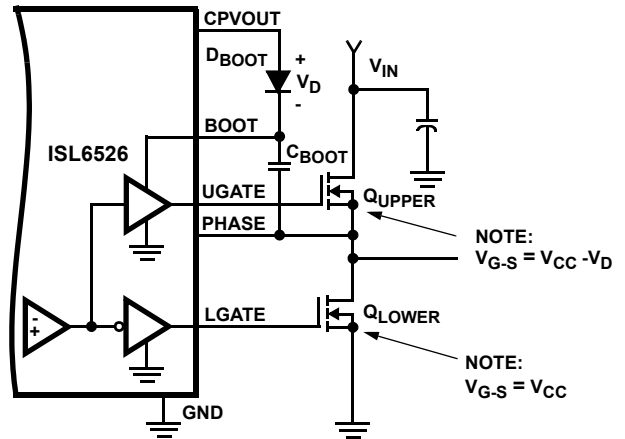 CPVOUT
D_BOOT
+
V_D
-
V_IN
BOOT
C_BOOT
ISL6526
UGATE
Q_UPPER
PHASE
NOTE:
V_G-S = V_CC -V_D
-
+
LGATE
Q_LOWER
NOTE:
V_G-S = V_CC
GND